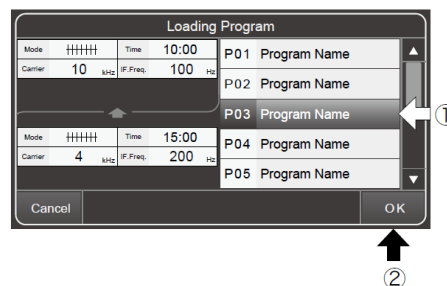 Loading Program
Mode Time 10:00
Carrier 10 kHz IF.Freq. 100 Hz
Mode Time 15:00
Carrier 4 kHz IF.Freq. 200 Hz
P01 Program Name
P02 Program Name
P03 Program Name
P04 Program Name
P05 Program Name
①
Cancel
OK
②